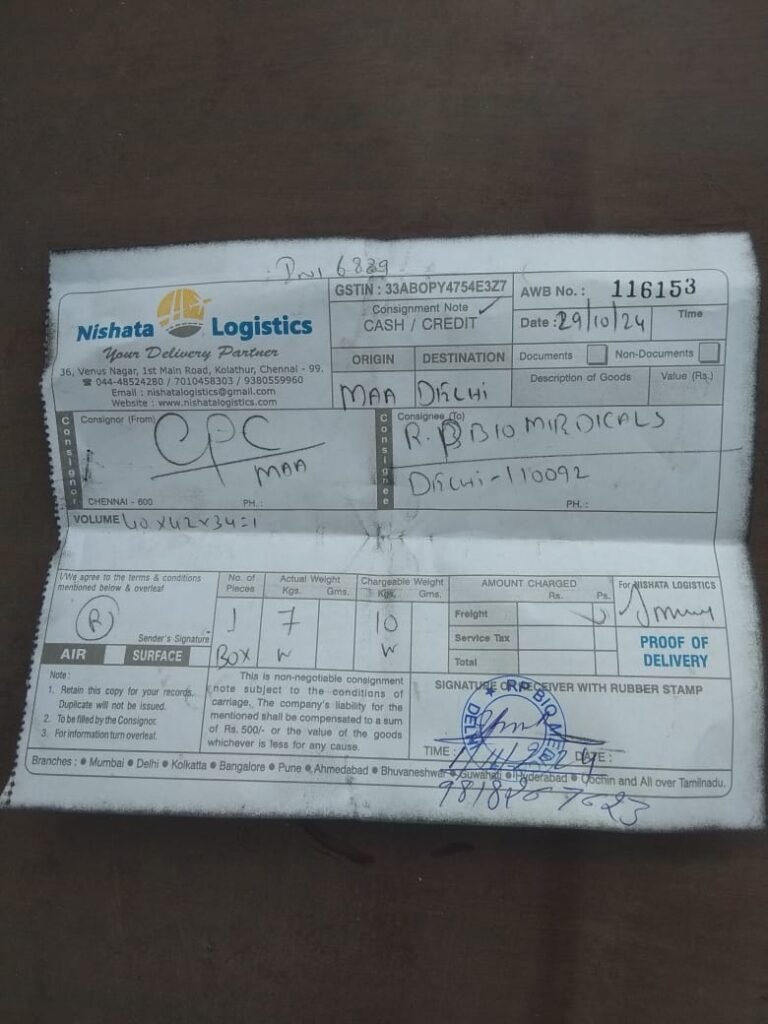 6839
Nishata Logistics
Your Delivery Partner
36, Venus Nagar, 1st Main Road, Kolathur, Chennai - 99.
☎ 044-48524280 / 7010458303 / 9380559960
Email : nishatalogistics@gmail.com
Website : www.nishatalogistics.com
GSTIN : 33ABOPY4754E3Z7
Consignment Note
CASH / CREDIT ✓
ORIGIN DESTINATION
MAA DELHI
AWB No. : 116153
Date : 29/10/24 Time
Documents Non-Documents
Description of Goods Value (Rs.)
Consignor
Consignor (From) CPC
MAA
CHENNAI - 600 PH. :
Consignee
Consignee (To)
R.P BIO MEDICALS
DELHI-110092
PH. :
VOLUME 40x42x34=1
I/We agree to the terms & conditions
mentioned below & overleaf
R
Sender's Signature
AIR SURFACE
No. of Pieces
1
BOX
Actual Weight
Kgs. Gms.
7
W
Chargeable Weight
Kgs. Gms.
10
W
AMOUNT CHARGED
Rs. Ps.
Freight
Service Tax
Total
For NISHATA LOGISTICS
PROOF OF
DELIVERY
Note :
1. Retain this copy for your records.
Duplicate will not be issued.
2. To be filled by the Consignor.
3. For information turn overleaf.
This is non-negotiable consignment
note subject to the conditions of
carriage. The company's liability for the
mentioned shall be compensated to a sum
of Rs. 500/- or the value of the goods
whichever is less for any cause.
SIGNATURE OF RECEIVER WITH RUBBER STAMP
RP BIO MED
DELHI
TIME : DATE :
Branches : ● Mumbai ● Delhi ● Kolkatta ● Bangalore ● Pune ● Ahmedabad ● Bhuvaneshwar ● Guwahati ● Hyderabad ● Cochin and All over Tamilnadu.